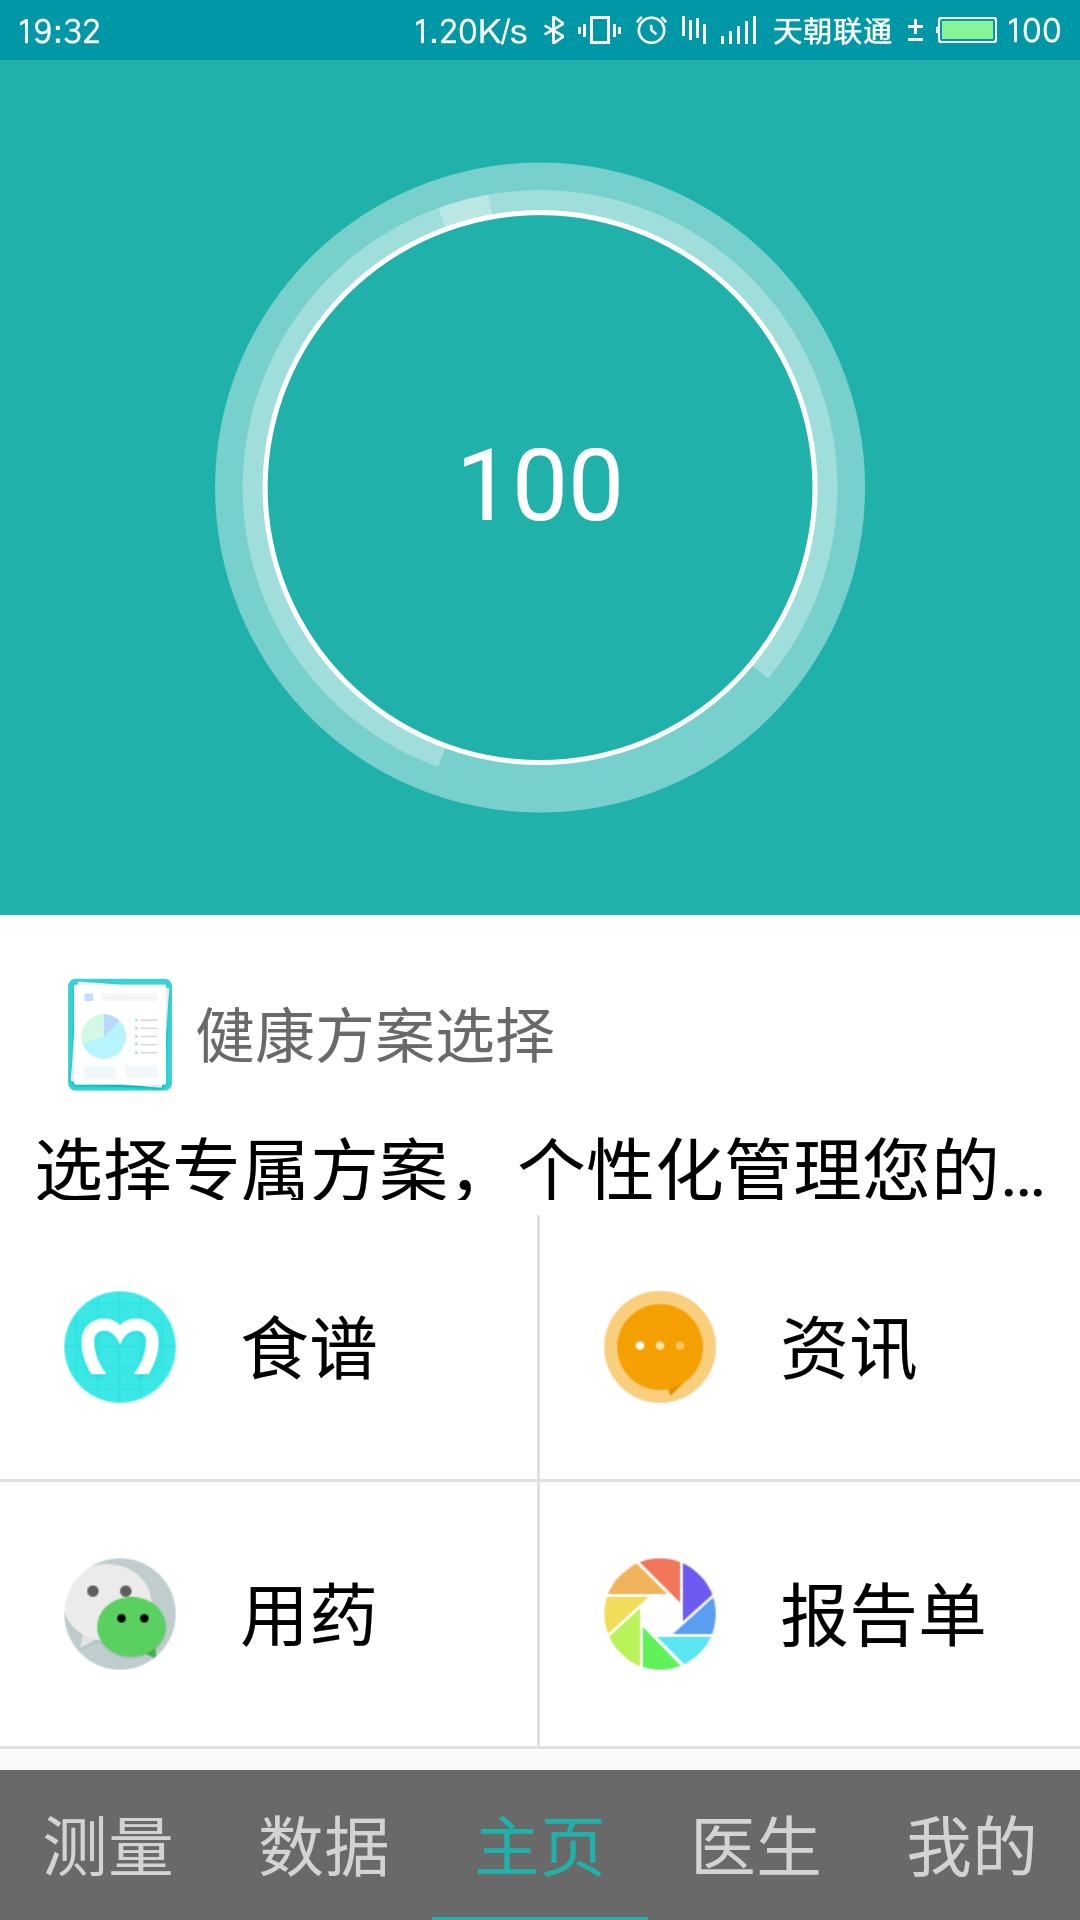 19:32 1.20K/s 天朝联通 100
100
健康方案选择
选择专属方案，个性化管理您的...
食谱 资讯
用药 报告单
测量 数据 主页 医生 我的